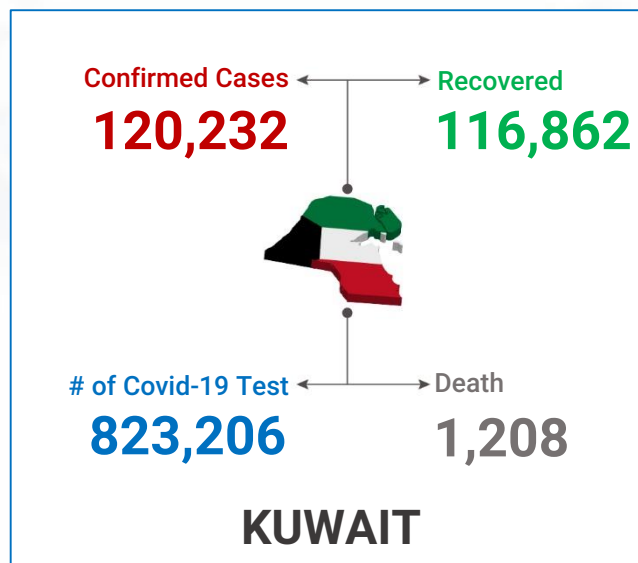 Confirmed Cases
120,232
Recovered
116,862
# of Covid-19 Test
823,206
Death
1,208
KUWAIT